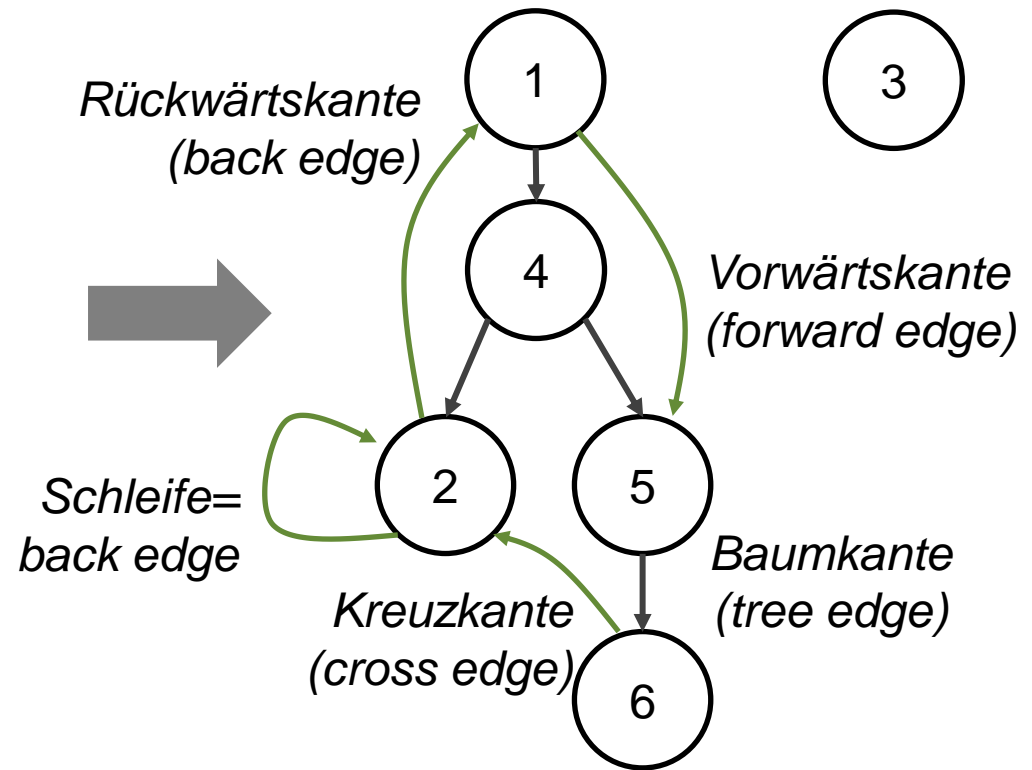 1
3
Rückwärtskante
(back edge)
4
Vorwärtskante
(forward edge)
2
5
Schleife=
back edge
Baumkante
(tree edge)
Kreuzkante
(cross edge)
6